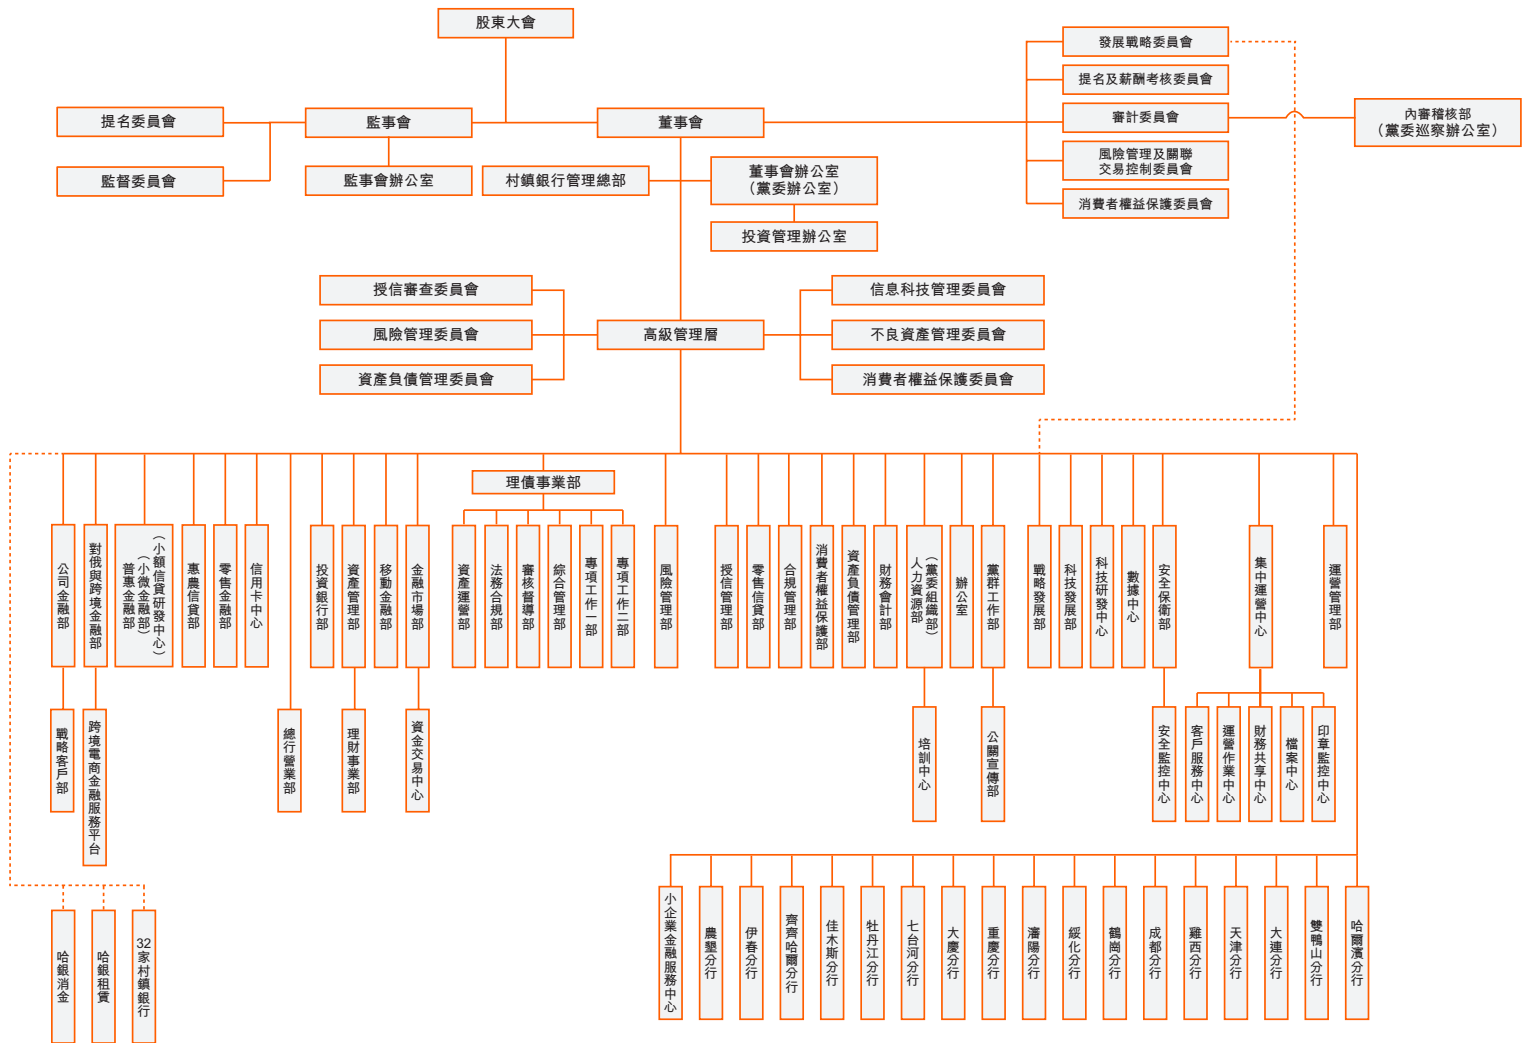 股東大會
發展戰略委員會
提名及薪酬考核委員會
提名委員會
監事會
董事會
審計委員會
內審稽核部
（黨委巡察辦公室）
風險管理及關聯
交易控制委員會
監督委員會
監事會辦公室
村鎮銀行管理總部
董事會辦公室
（黨委辦公室）
消費者權益保護委員會
投資管理辦公室
授信審查委員會
信息科技管理委員會
風險管理委員會
高級管理層
不良資產管理委員會
資產負債管理委員會
消費者權益保護委員會
理債事業部
公司金融部
對俄與跨境金融部
（小額信貸研發中心）
（小微金融部）
普惠金融部
惠農信貸部
零售金融部
信用卡中心
投資銀行部
資產管理部
移動金融部
金融市場部
資產運營部
法務合規部
審核督導部
綜合管理部
專項工作一部
專項工作二部
風險管理部
授信管理部
零售信貸部
合規管理部
消費者權益保護部
資產負債管理部
財務會計部
（黨委組織部）
人力資源部
辦公室
黨群工作部
戰略發展部
科技發展部
科技研發中心
數據中心
安全保衛部
集中運營中心
運營管理部
戰略客戶部
跨境電商金融服務平台
總行營業部
理財事業部
資金交易中心
培訓中心
公關宣傳部
安全監控中心
客戶服務中心
運營作業中心
財務共享中心
檔案中心
印章監控中心
哈銀消金
哈銀租賃
32家村鎮銀行
小企業金融服務中心
農墾分行
伊春分行
齊齊哈爾分行
佳木斯分行
牡丹江分行
七台河分行
大慶分行
重慶分行
瀋陽分行
綏化分行
鶴崗分行
成都分行
雞西分行
天津分行
大連分行
雙鴨山分行
哈爾濱分行